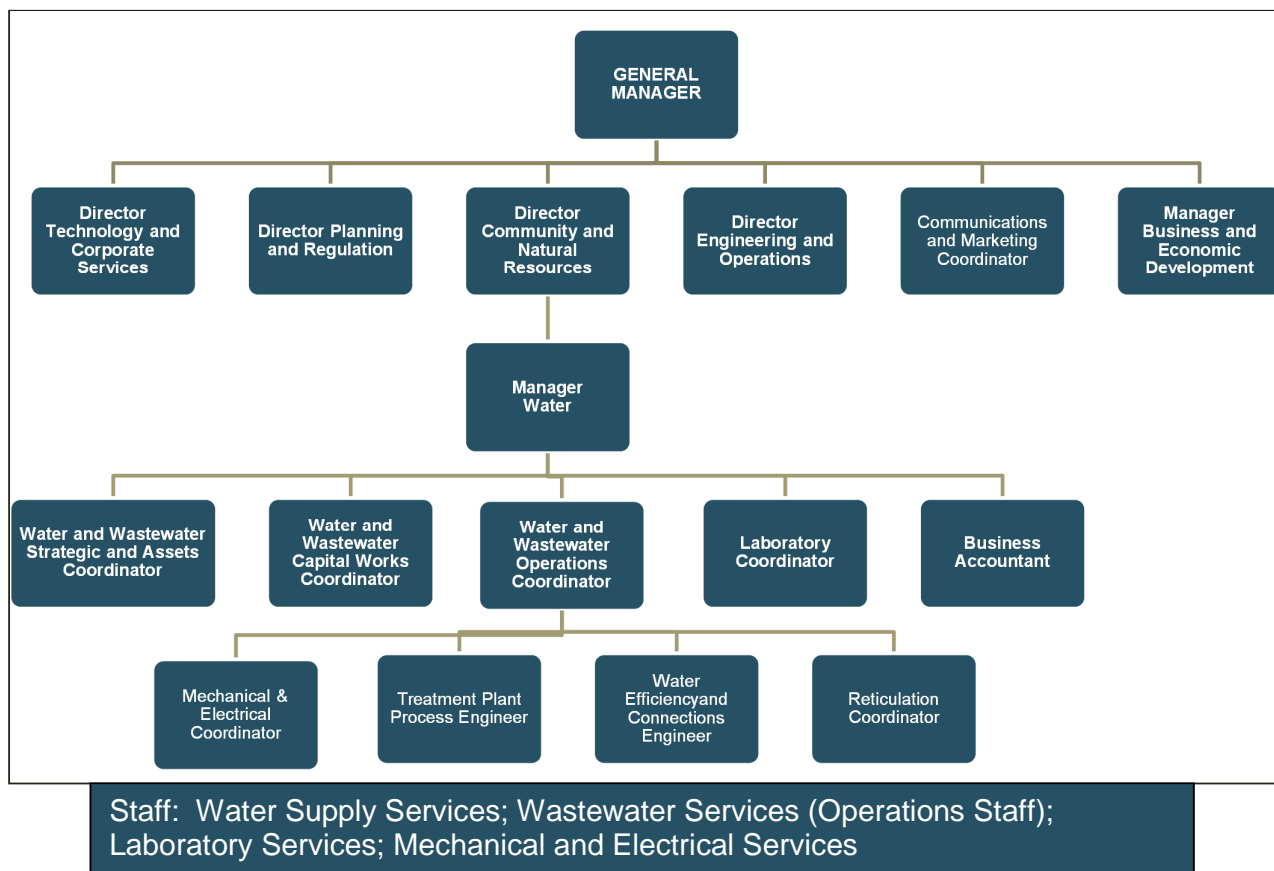 GENERAL
MANAGER
Director
Technology and
Corporate
Services
Director Planning
and Regulation
Director
Community and
Natural
Resources
Director
Engineering and
Operations
Communications
and Marketing
Coordinator
Manager
Business and
Economic
Development
Manager
Water
Water and Wastewater
Strategic and Assets
Coordinator
Water and
Wastewater
Capital Works
Coordinator
Water and
Wastewater
Operations
Coordinator
Laboratory
Coordinator
Business
Accountant
Mechanical &
Electrical
Coordinator
Treatment Plant
Process Engineer
Water
Efficiencyand
Connections
Engineer
Reticulation
Coordinator
Staff: Water Supply Services; Wastewater Services (Operations Staff);
Laboratory Services; Mechanical and Electrical Services